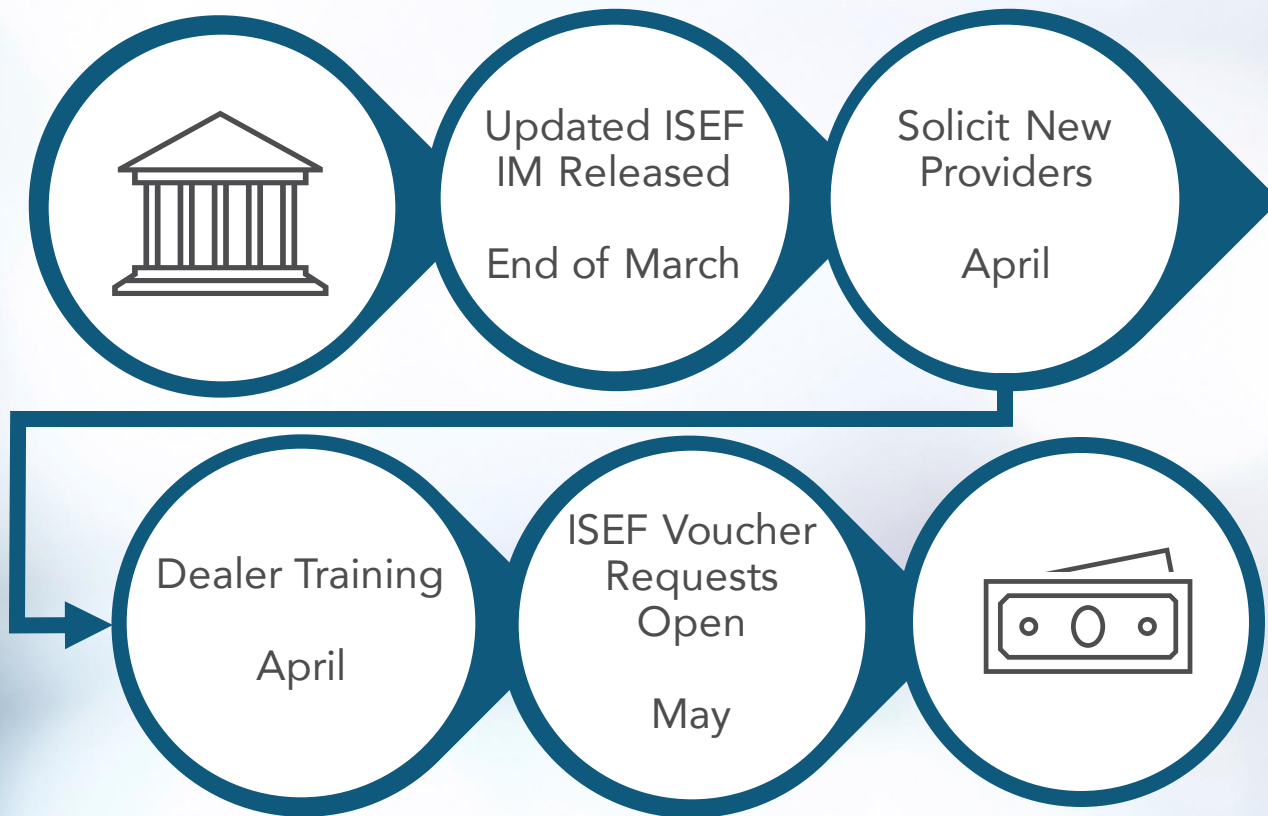 Updated ISEF
IM Released
End of March
Solicit New
Providers
April
Dealer Training
April
ISEF Voucher
Requests
Open
May